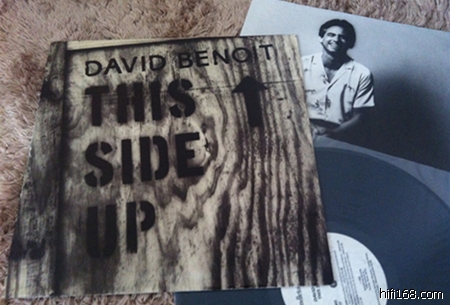 DAVID BENOIT
THIS
SIDE
UP
hifi168.com